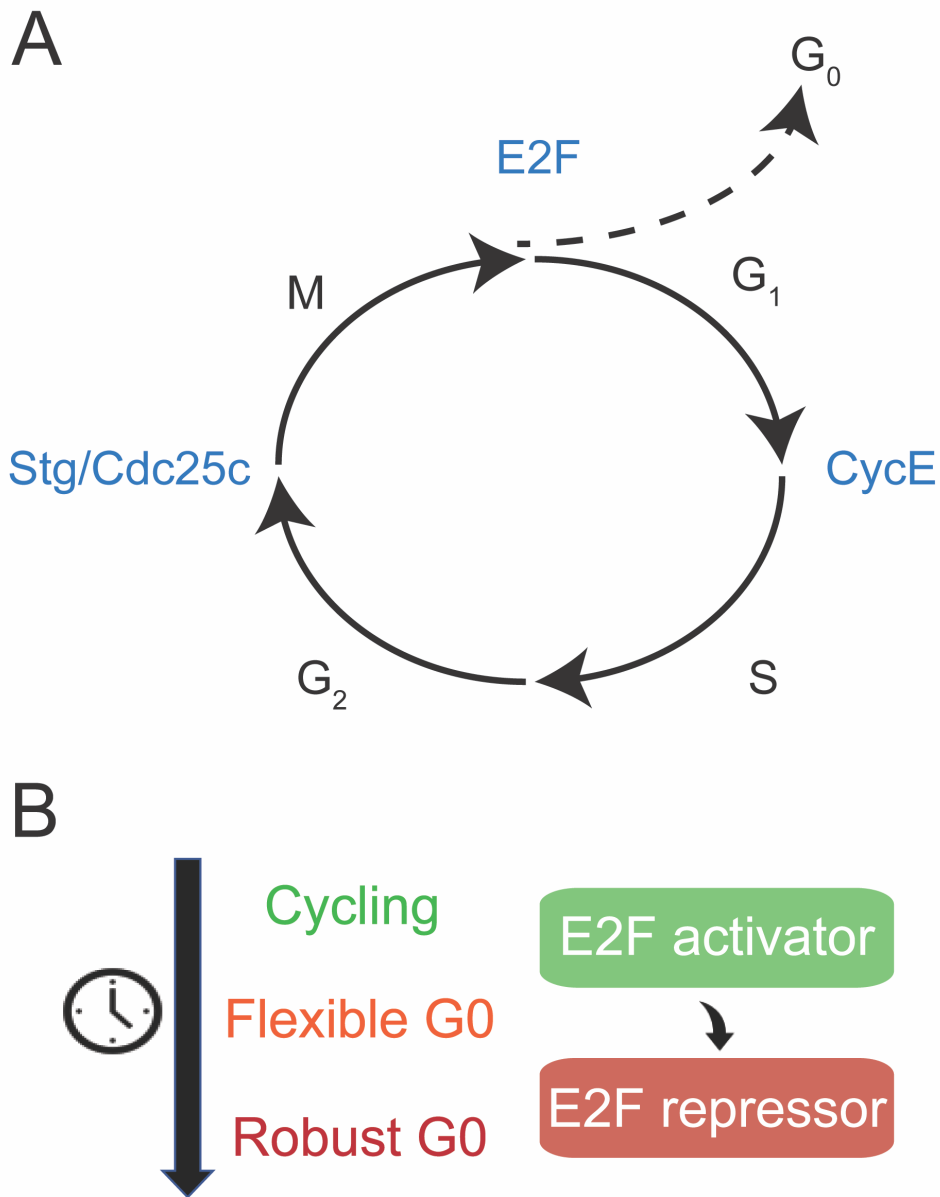 A
G₀
E2F
M
G₁
Stg/Cdc25c
CycE
G₂
S
B
Cycling
E2F activator
Flexible G0
E2F repressor
Robust G0